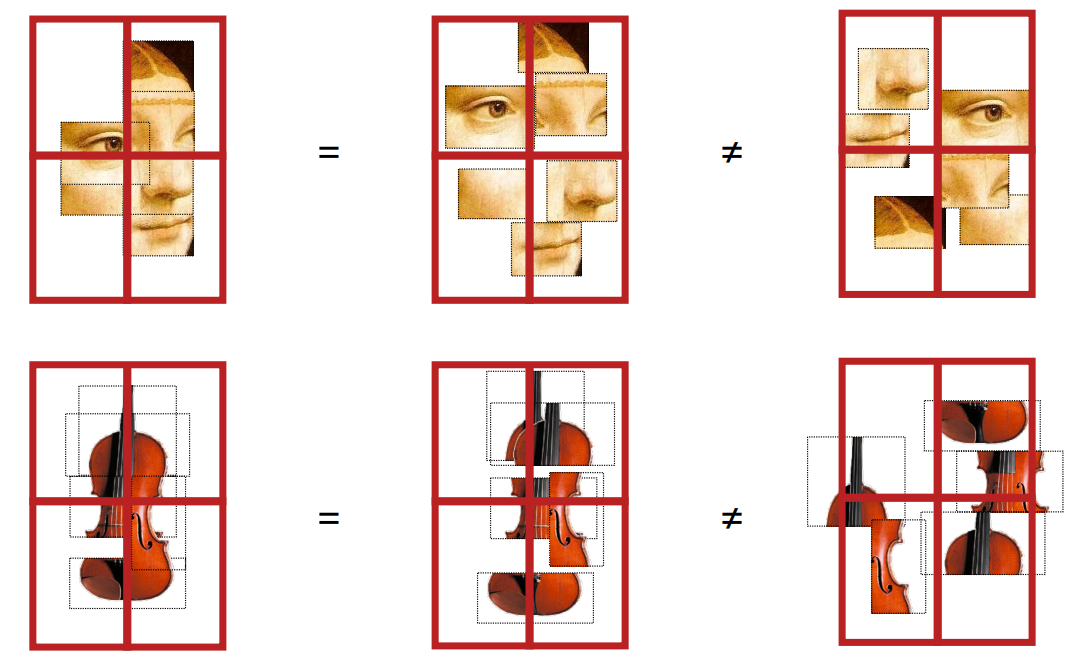 = ≠
= ≠